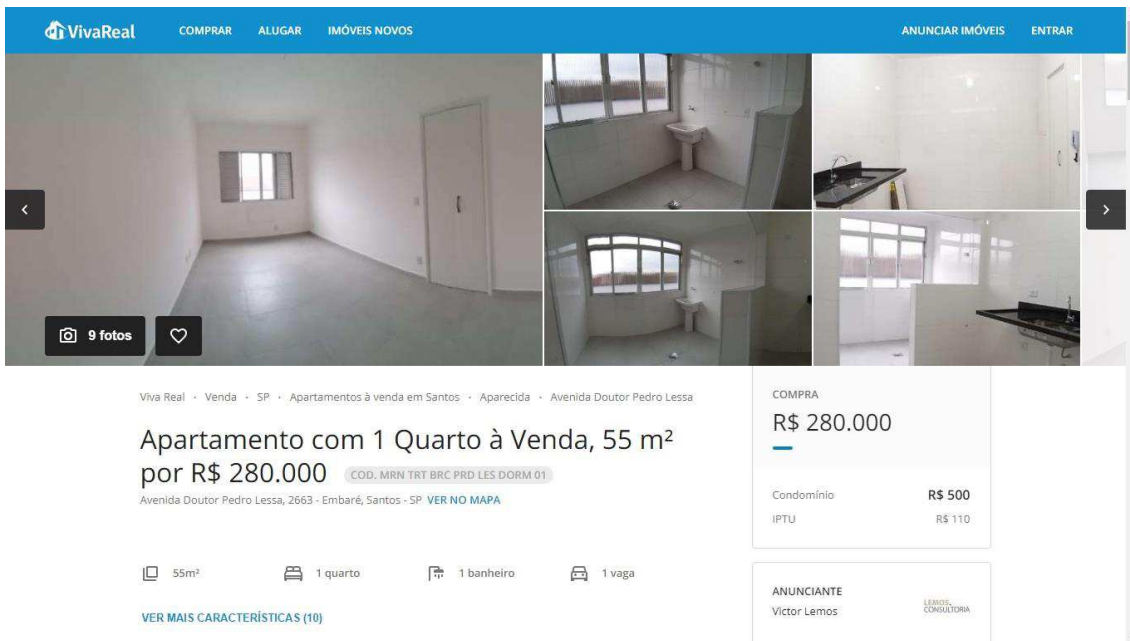 VivaReal COMPRAR ALUGAR IMÓVEIS NOVOS ANUNCIAR IMÓVEIS ENTRAR
9 fotos
Viva Real • Venda • SP • Apartamentos à venda em Santos • Aparecida • Avenida Doutor Pedro Lessa
Apartamento com 1 Quarto à Venda, 55 m²
por R$ 280.000 COD. MRN TRT BRC PRD LES DORM 01
Avenida Doutor Pedro Lessa, 2663 - Embaré, Santos - SP VER NO MAPA
55m² 1 quarto 1 banheiro 1 vaga
VER MAIS CARACTERÍSTICAS (10)
COMPRA
R$ 280.000
Condomínio R$ 500
IPTU R$ 110
ANUNCIANTE
Victor Lemos
LEMOS.
CONSULTORIA